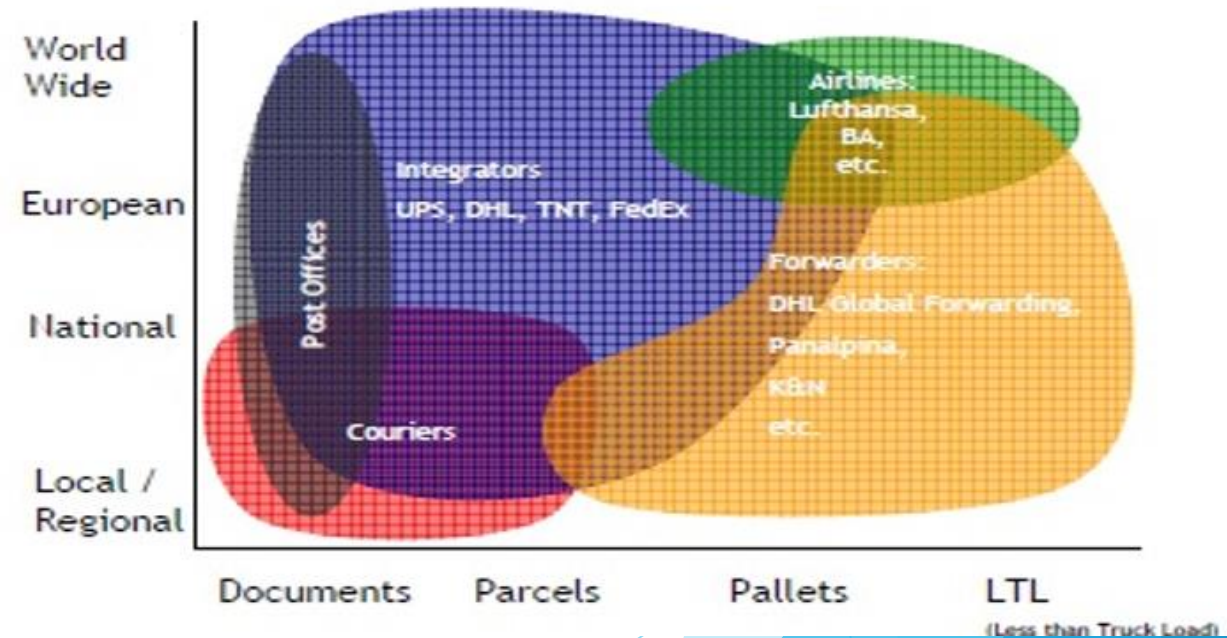 World
Wide
European
National
Local /
Regional
Post Offices
Integrators
UPS, DHL, TNT, FedEx
Airlines:
Lufthansa,
BA,
etc.
Forwarders:
DHL Global Forwarding,
Panalpina,
K&N
etc.
Couriers
Documents Parcels Pallets LTL
(Less than Truck Load)